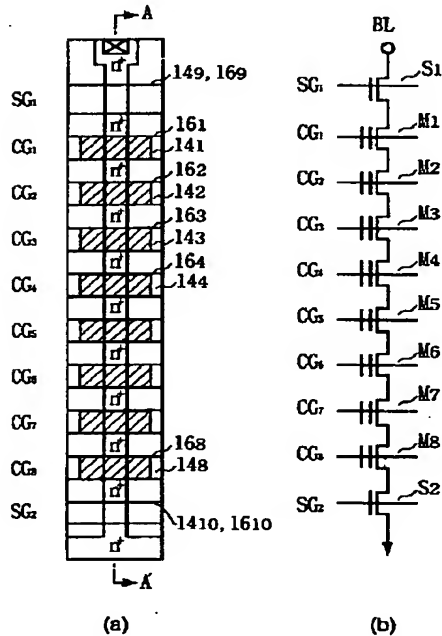 A
BL
n+
149, 169
SG1
S1
SG1
n+
161
CG1
141
CG1
M1
n+
162
CG2
142
CG2
M2
n+
163
CG3
143
CG3
M3
n+
164
CG4
144
CG4
M4
n+
CG5
CG5
M5
n+
CG6
CG6
M6
n+
CG7
CG7
M7
n+
168
CG8
148
CG8
M8
n+
SG2
1410, 1610
SG2
S2
n+
A'
(a)
(b)